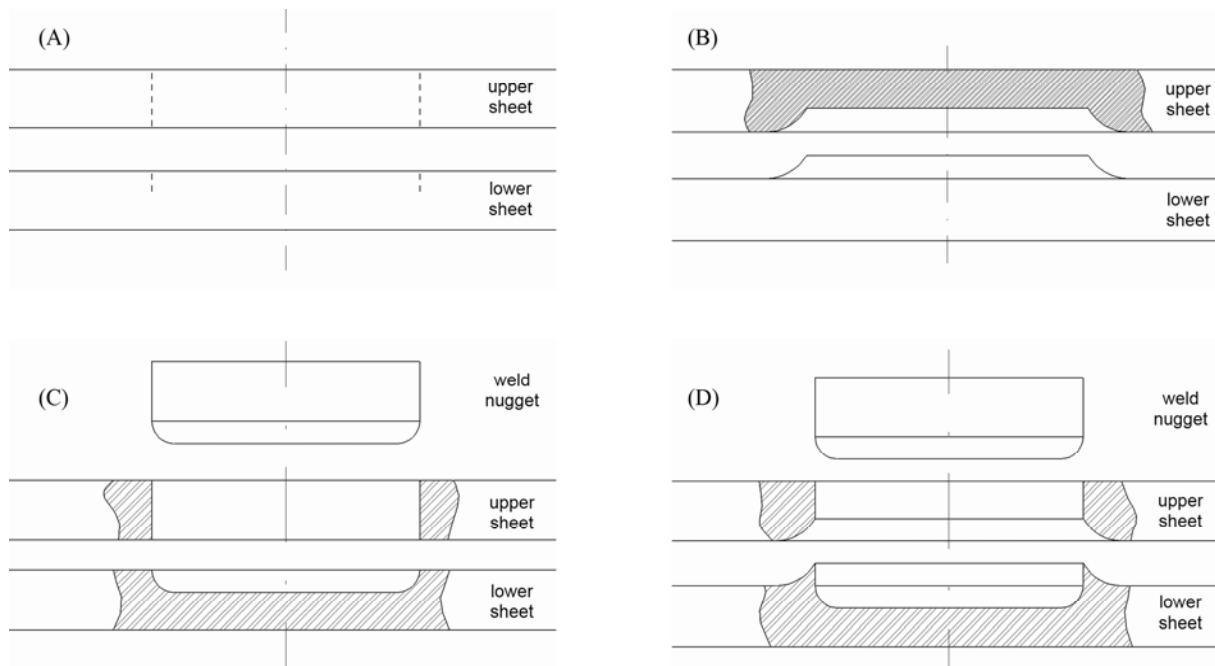 (A)
upper
sheet
lower
sheet
(B)
upper
sheet
lower
sheet
(C)
weld
nugget
upper
sheet
lower
sheet
(D)
weld
nugget
upper
sheet
lower
sheet